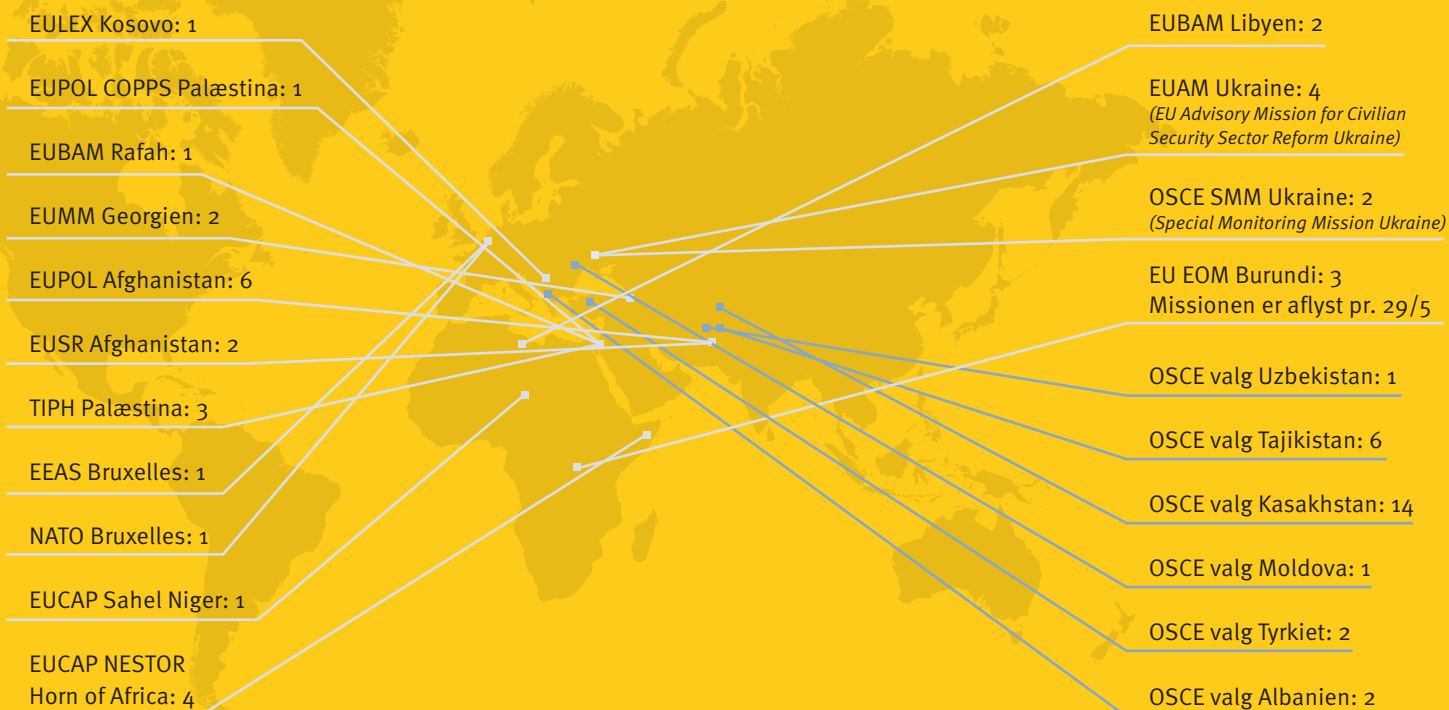 EULEX Kosovo: 1
EUPOL COPPS Palæstina: 1
EUBAM Rafah: 1
EUMM Georgien: 2
EUPOL Afghanistan: 6
EUSR Afghanistan: 2
TIPH Palæstina: 3
EEAS Bruxelles: 1
NATO Bruxelles: 1
EUCAP Sahel Niger: 1
EUCAP NESTOR
Horn of Africa: 4
EUBAM Libyen: 2
EUAM Ukraine: 4
(EU Advisory Mission for Civilian
Security Sector Reform Ukraine)
OSCE SMM Ukraine: 2
(Special Monitoring Mission Ukraine)
EU EOM Burundi: 3
Missionen er aflyst pr. 29/5
OSCE valg Uzbekistan: 1
OSCE valg Tajikistan: 6
OSCE valg Kasakhstan: 14
OSCE valg Moldova: 1
OSCE valg Tyrkiet: 2
OSCE valg Albanien: 2